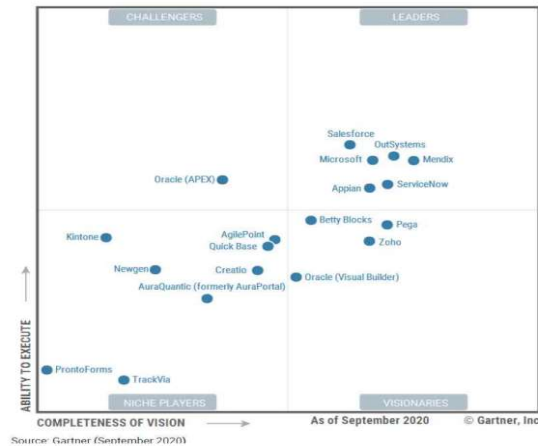 CHALLENGERS
LEADERS
Salesforce
OutSystems
Microsoft
Mendix
Oracle (APEX)
Appian
ServiceNow
Betty Blocks
Pega
Kintone
AgilePoint
Quick Base
Zoho
Newgen
Creatio
Oracle (Visual Builder)
AuraQuantic (formerly AuraPortal)
ProntoForms
TrackVia
NICHE PLAYERS
VISIONARIES
ABILITY TO EXECUTE
COMPLETENESS OF VISION
As of September 2020
© Gartner, Inc
Source: Gartner (September 2020)